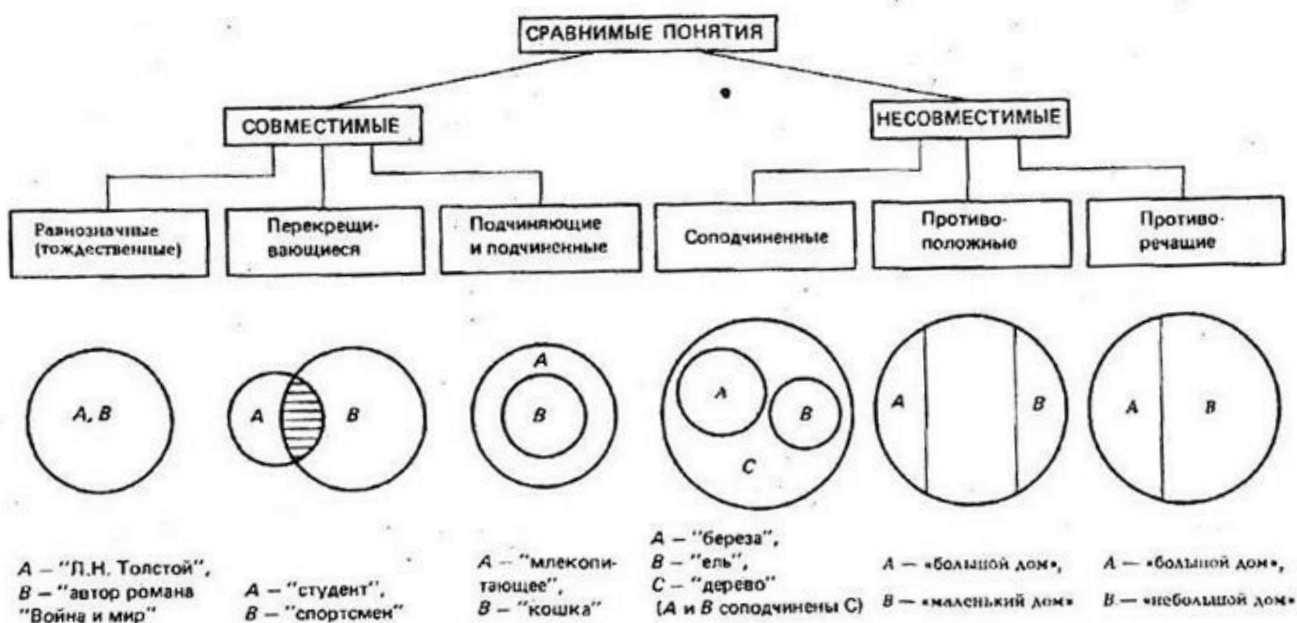 СРАВНИМЫЕ ПОНЯТИЯ
СОВМЕСТИМЫЕ
НЕСОВМЕСТИМЫЕ
Равнозначные
(тождественные)
Перекрещи-
вающиеся
Подчиняющие
и подчиненные
Соподчиненные
Противо-
положные
Противо-
речащие
A, B
A
B
A
B
A
B
C
A
B
A
B
A – "Л.Н. Толстой",
B – "автор романа
"Война и мир"
A – "студент",
B – "спортсмен"
A – "млекопи-
тающее",
B – "кошка"
A – "береза",
B – "ель",
C – "дерево"
(A и B соподчинены C)
A — «большой дом»,
B — «маленький дом»
A — «большой дом»,
B — «небольшой дом»